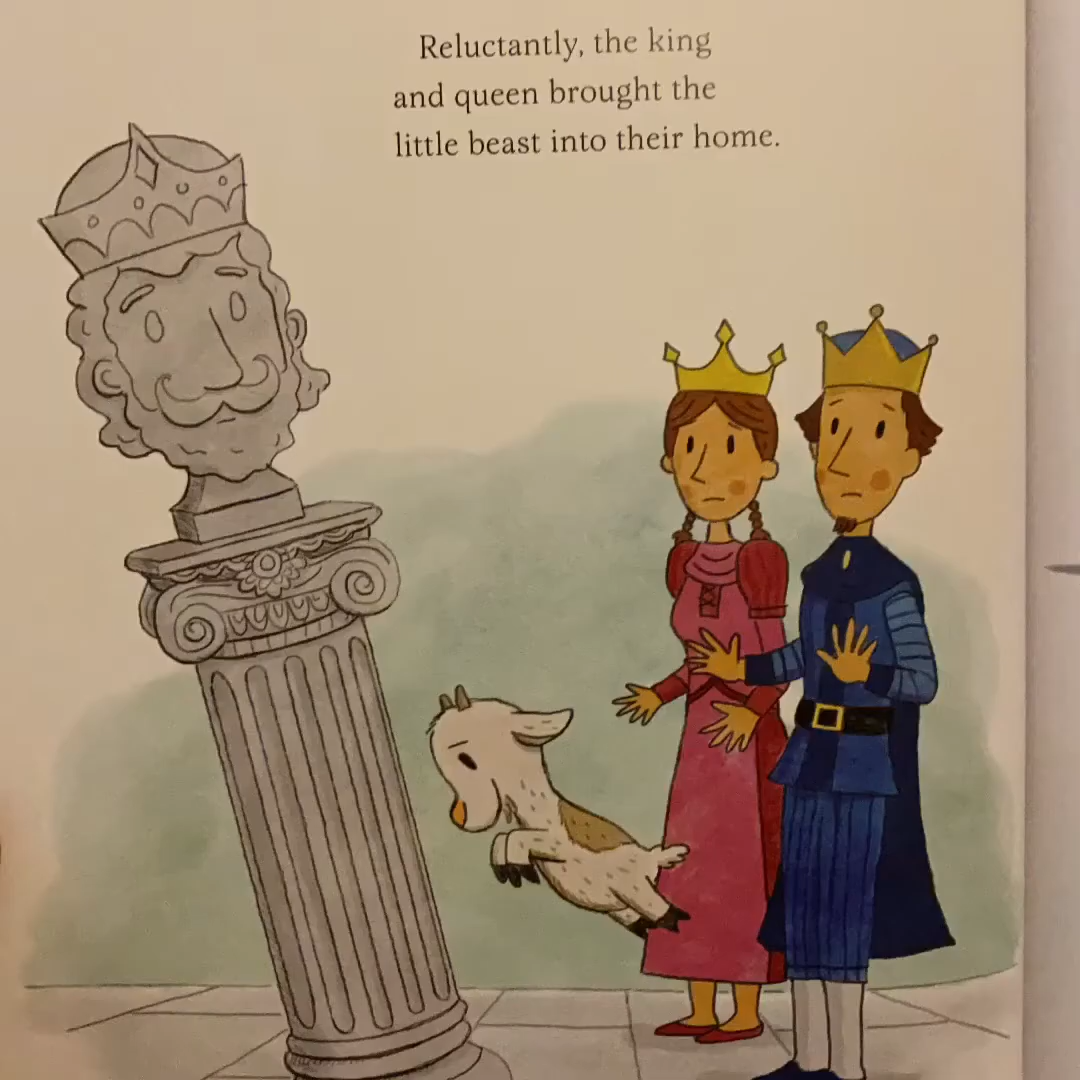 Reluctantly, the king
and queen brought the
little beast into their home.